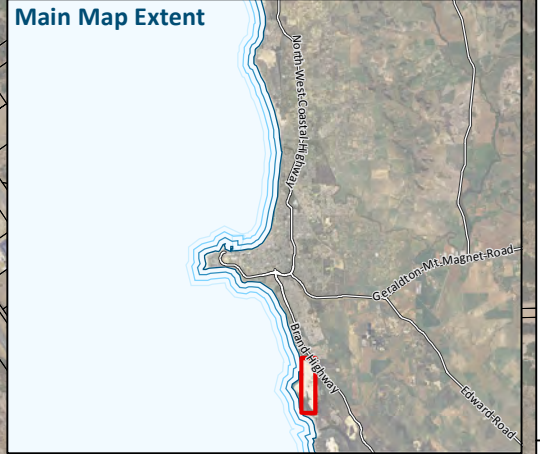 Main Map Extent
North-West-Coastal-Highway
Geraldton-Mt-Magnet-Road
Brand-Highway
Edward-Road